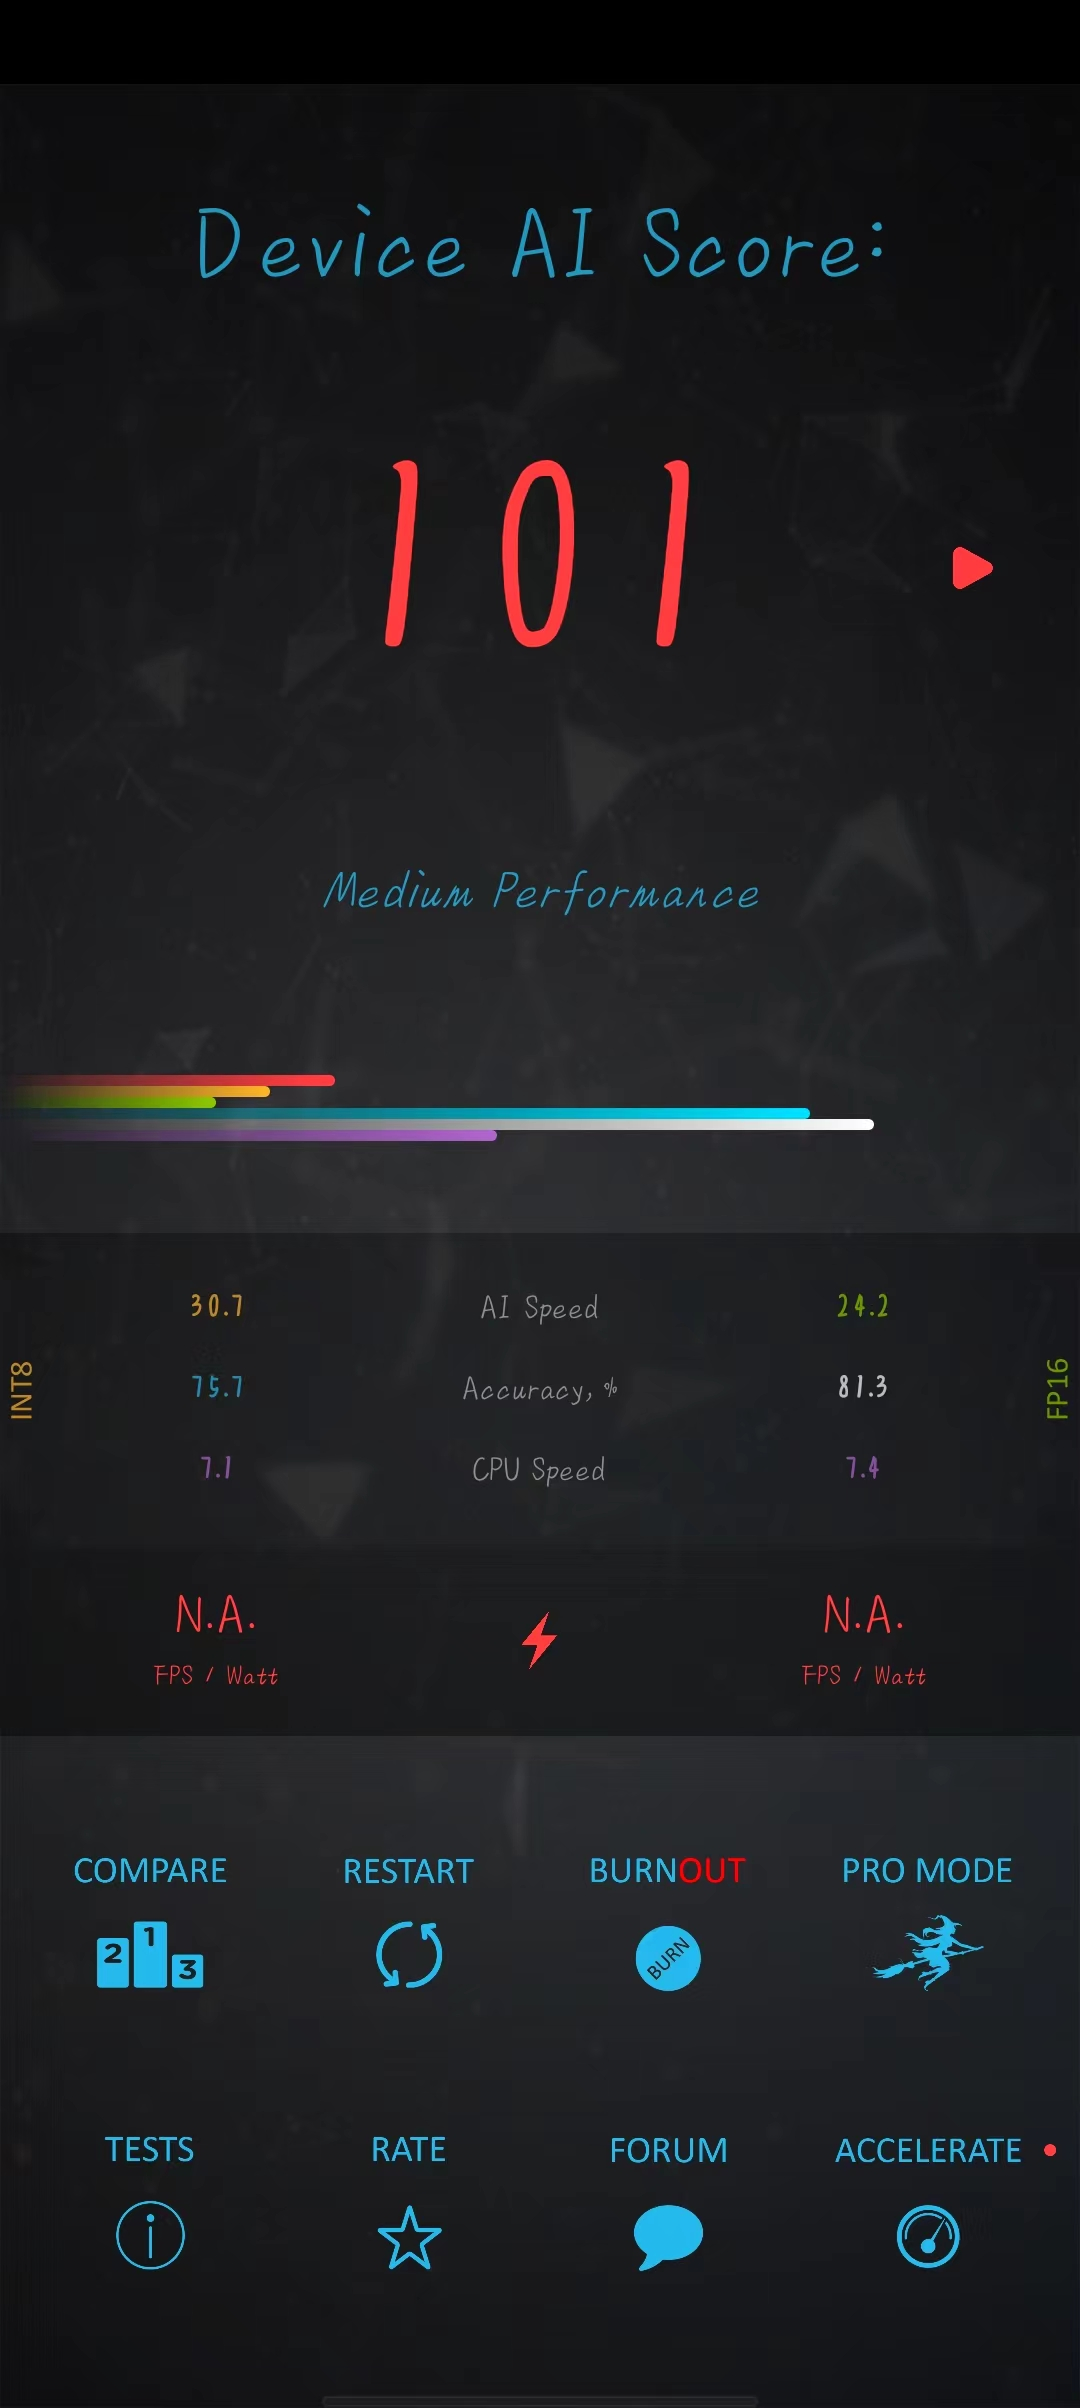 Device AI Score:
101
Medium Performance
30.7 AI Speed 24.2
INT8 75.7 Accuracy, % 81.3 FP16
7.1 CPU Speed 7.4
N.A. N.A.
FPS / Watt FPS / Watt
COMPARE RESTART BURNOUT PRO MODE
2 1 3 BURN
TESTS RATE FORUM ACCELERATE